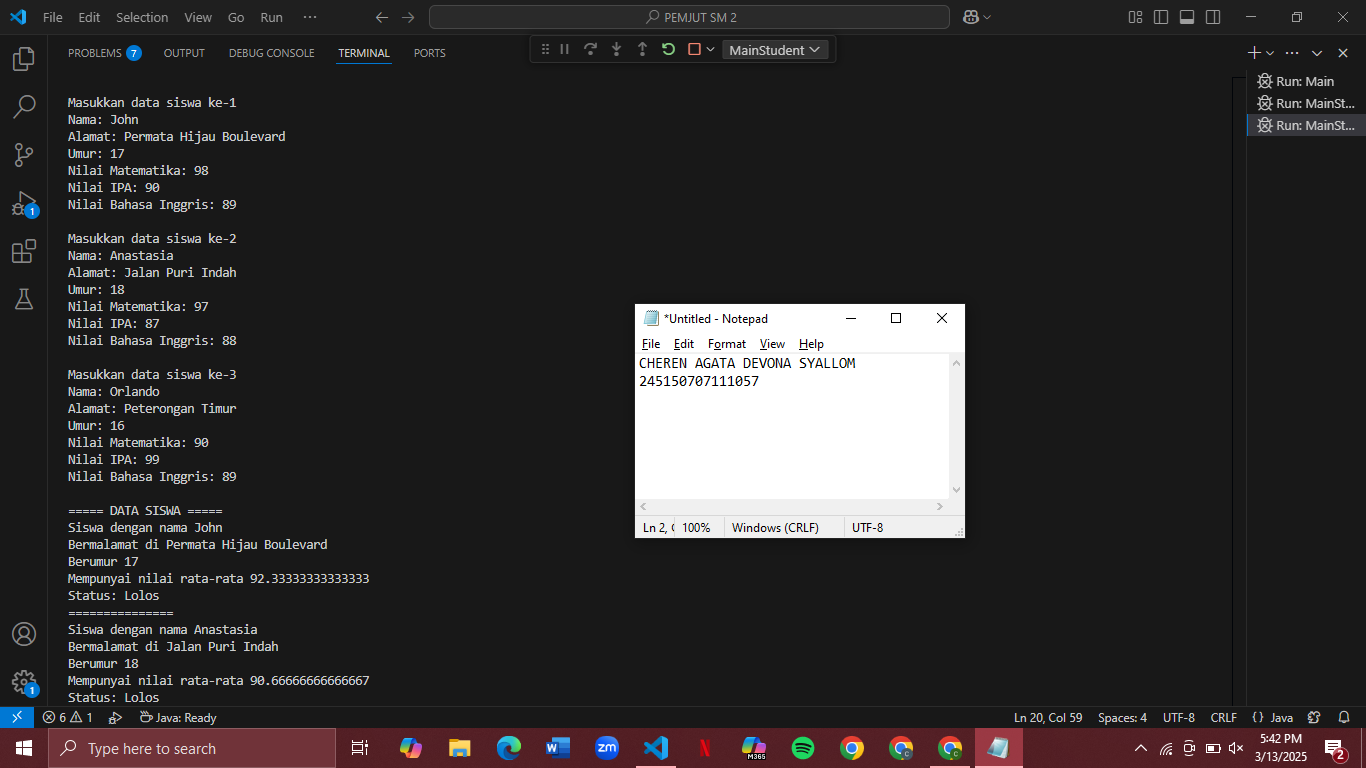 File Edit Selection View Go Run ··· PEMJUT SM 2
PROBLEMS 7 OUTPUT DEBUG CONSOLE TERMINAL PORTS
MainStudent
Run: Main
Run: MainSt...
Run: MainSt...
Masukkan data siswa ke-1
Nama: John
Alamat: Permata Hijau Boulevard
Umur: 17
Nilai Matematika: 98
Nilai IPA: 90
Nilai Bahasa Inggris: 89
Masukkan data siswa ke-2
Nama: Anastasia
Alamat: Jalan Puri Indah
Umur: 18
Nilai Matematika: 97
Nilai IPA: 87
Nilai Bahasa Inggris: 88
Masukkan data siswa ke-3
Nama: Orlando
Alamat: Peterongan Timur
Umur: 16
Nilai Matematika: 90
Nilai IPA: 99
Nilai Bahasa Inggris: 89
===== DATA SISWA =====
Siswa dengan nama John
Bermalamat di Permata Hijau Boulevard
Berumur 17
Mempunyai nilai rata-rata 92.33333333333333
Status: Lolos
===============
Siswa dengan nama Anastasia
Bermalamat di Jalan Puri Indah
Berumur 18
Mempunyai nilai rata-rata 90.66666666666667
Status: Lolos
*Untitled - Notepad
File Edit Format View Help
CHEREN AGATA DEVONA SYALLOM
245150707111057
Ln 2, 100% Windows (CRLF) UTF-8
1
1
6 1 Java: Ready Ln 20, Col 59 Spaces: 4 UTF-8 CRLF {} Java
Type here to search
W zm N M365 C C
5:42 PM
3/13/2025
2